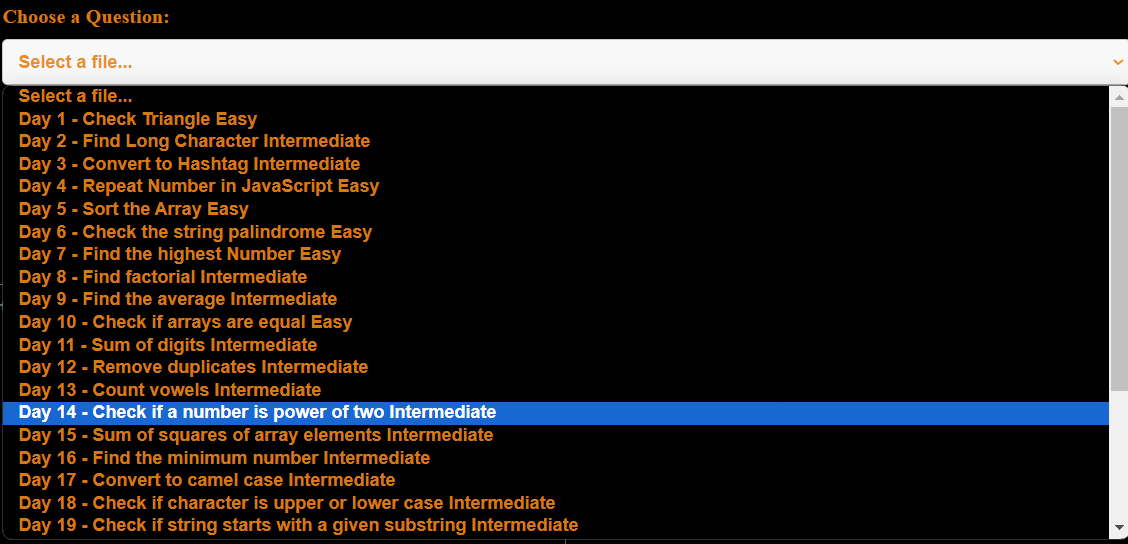 Choose a Question:
Select a file...
Select a file...
Day 1 - Check Triangle Easy
Day 2 - Find Long Character Intermediate
Day 3 - Convert to Hashtag Intermediate
Day 4 - Repeat Number in JavaScript Easy
Day 5 - Sort the Array Easy
Day 6 - Check the string palindrome Easy
Day 7 - Find the highest Number Easy
Day 8 - Find factorial Intermediate
Day 9 - Find the average Intermediate
Day 10 - Check if arrays are equal Easy
Day 11 - Sum of digits Intermediate
Day 12 - Remove duplicates Intermediate
Day 13 - Count vowels Intermediate
Day 14 - Check if a number is power of two Intermediate
Day 15 - Sum of squares of array elements Intermediate
Day 16 - Find the minimum number Intermediate
Day 17 - Convert to camel case Intermediate
Day 18 - Check if character is upper or lower case Intermediate
Day 19 - Check if string starts with a given substring Intermediate